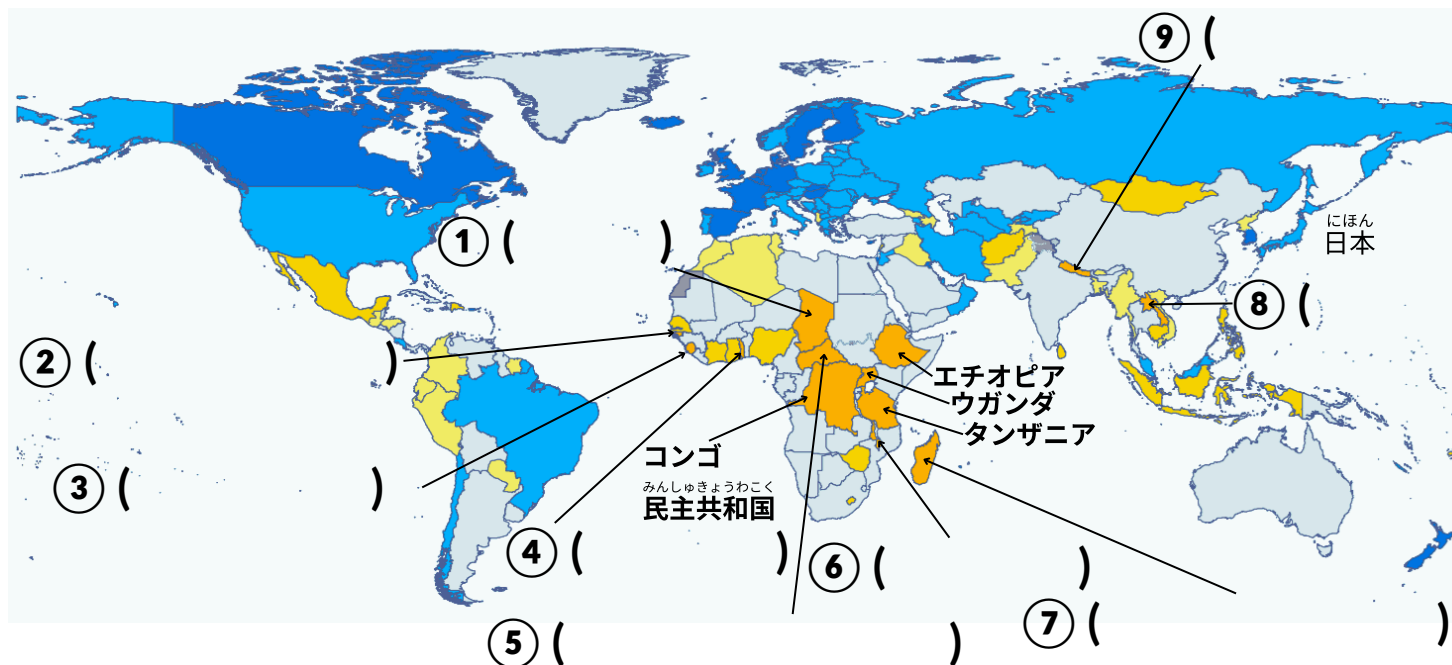 ⑨ (
にほん
日本
① ( )
⑧ (
② ( )
エチオピア
ウガンダ
タンザニア
コンゴ
みんしゅきょうわこく
民主共和国
③ ( )
④ ( )
⑥ ( )
⑦ ( )
⑤ ( )